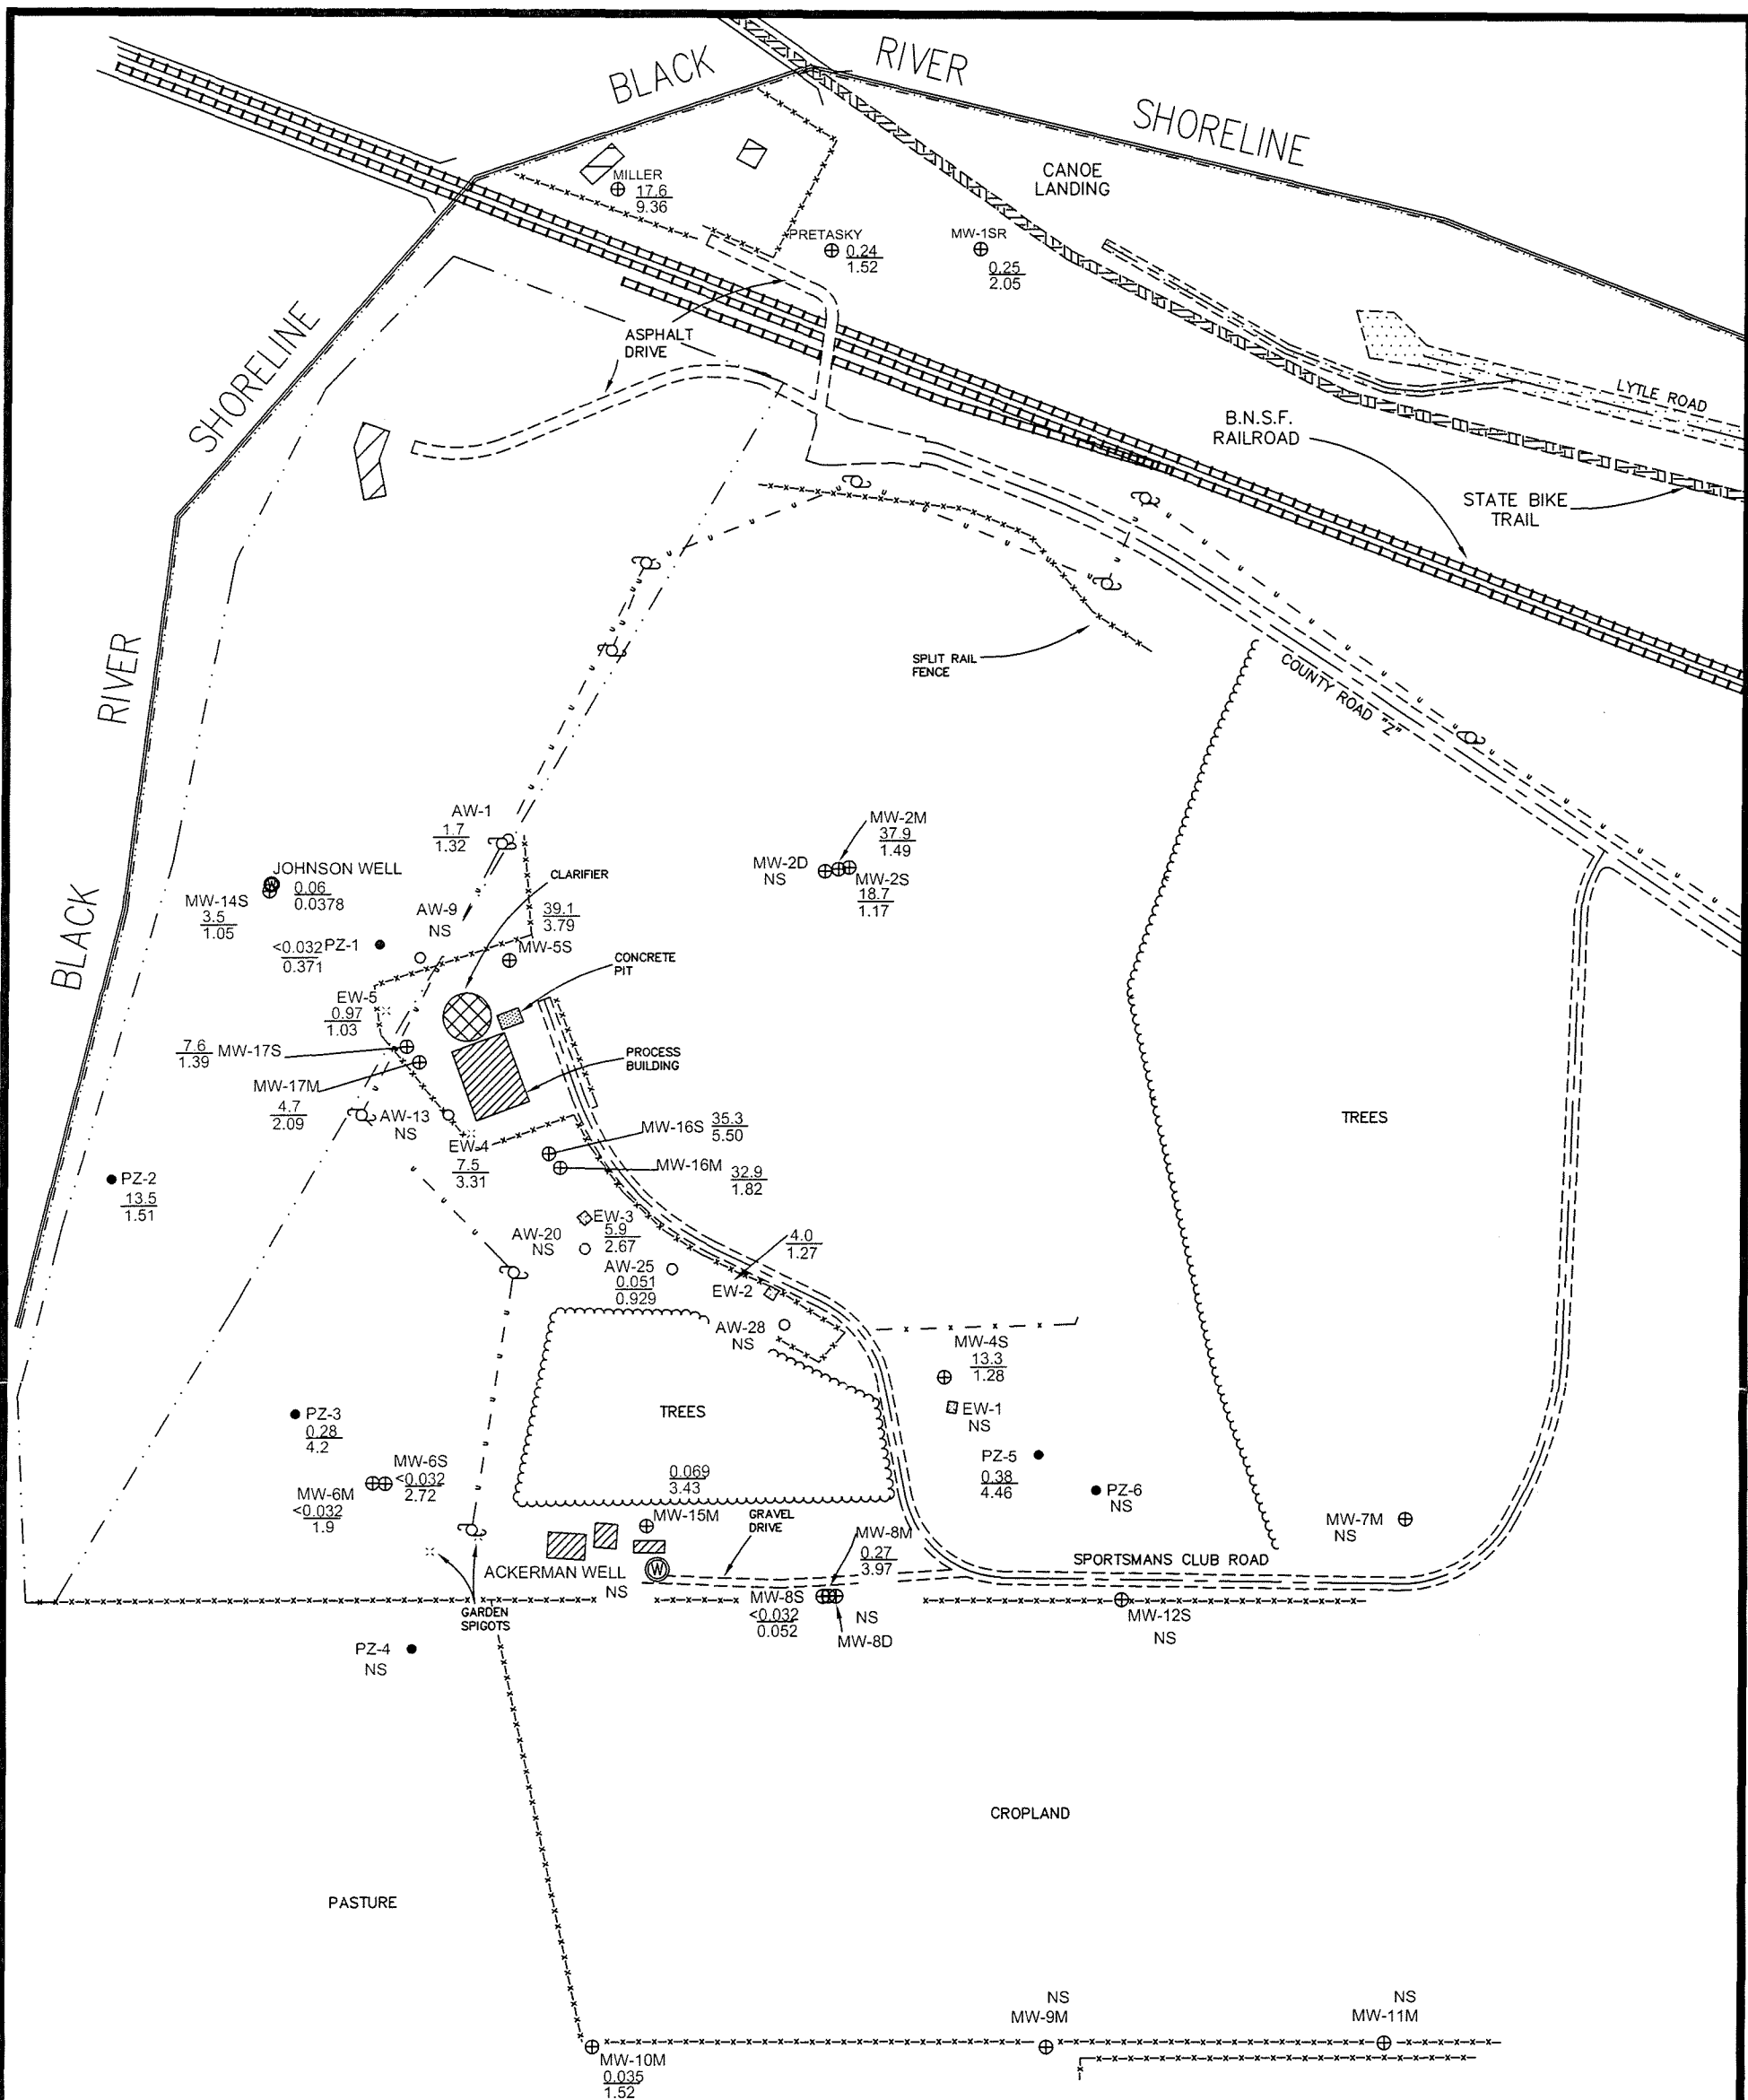 BLACK
RIVER
SHORELINE
CANOE
LANDING
MILLER
17.6
9.36
PRETASKY
0.24
1.52
MW-1SR
0.25
2.05
ASPHALT
DRIVE
SHORELINE
LYTLE ROAD
B.N.S.F.
RAILROAD
STATE BIKE
TRAIL
RIVER
SPLIT RAIL
FENCE
COUNTY ROAD "Z"
AW-1
1.7
1.32
MW-2M
37.9
1.49
MW-2D
NS
MW-2S
18.7
1.17
JOHNSON WELL
0.06
0.0378
MW-14S
3.5
1.05
CLARIFIER
AW-9
NS
39.1
3.79
MW-5S
BLACK
<0.032
0.371
PZ-1
CONCRETE
PIT
EW-5
0.97
1.03
7.6
1.39
MW-17S
PROCESS
BUILDING
MW-17M
4.7
2.09
AW-13
NS
TREES
MW-16S
35.3
5.50
EW-4
7.5
3.31
MW-16M
32.9
1.82
PZ-2
13.5
1.51
EW-3
5.9
2.67
AW-20
NS
4.0
1.27
AW-25
0.051
0.929
EW-2
AW-28
NS
MW-4S
13.3
1.28
PZ-3
0.28
4.2
TREES
EW-1
NS
MW-6S
<0.032
2.72
MW-6M
<0.032
1.9
0.069
3.43
PZ-5
0.38
4.46
PZ-6
NS
MW-15M
GRAVEL
DRIVE
MW-8M
0.27
3.97
MW-7M
NS
SPORTSMANS CLUB ROAD
ACKERMAN WELL
NS
W
MW-8S
<0.032
0.052
NS
MW-8D
MW-12S
NS
GARDEN
SPIGOTS
PZ-4
NS
CROPLAND
PASTURE
NS
MW-9M
NS
MW-11M
MW-10M
0.035
1.52